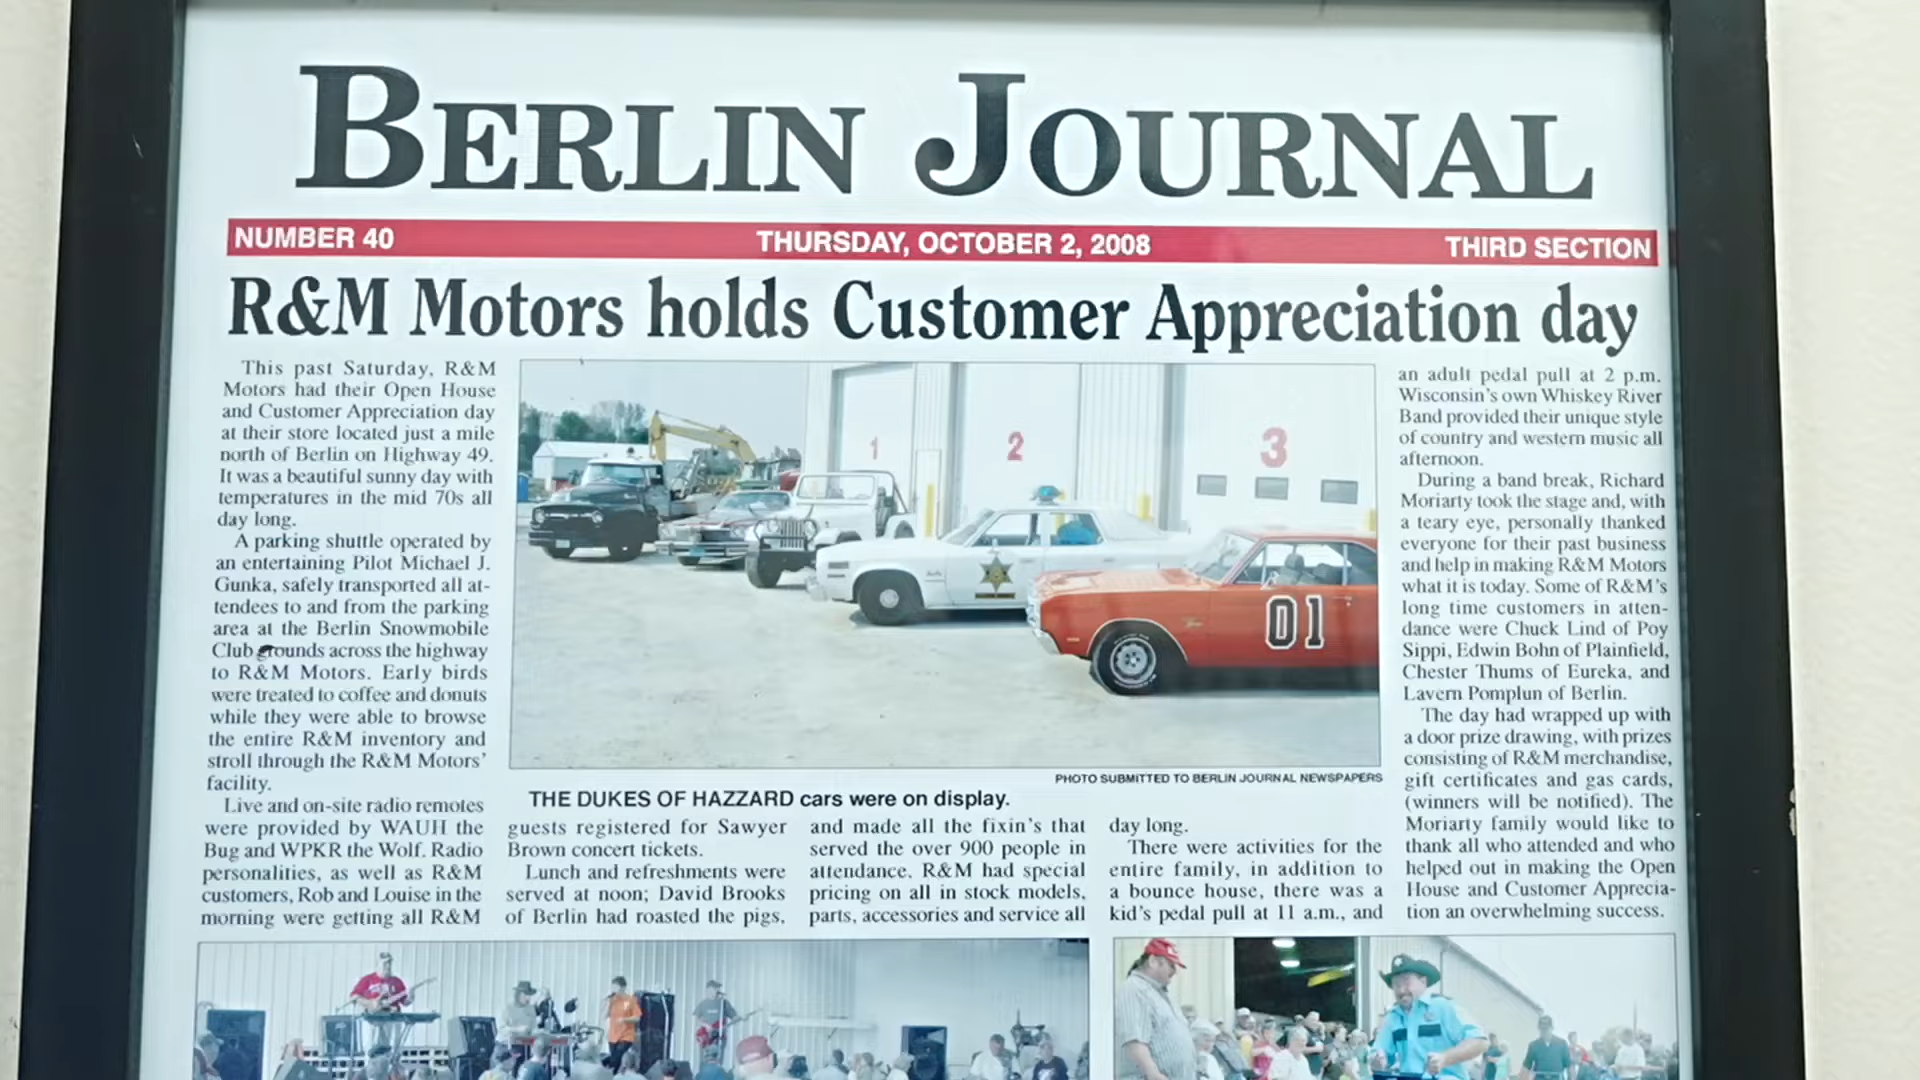 BERLIN JOURNAL
NUMBER 40
THURSDAY, OCTOBER 2, 2008
THIRD SECTION
R&M Motors holds Customer Appreciation day
This past Saturday, R&M
Motors had their Open House
and Customer Appreciation day
at their store located just a mile
north of Berlin on Highway 49.
It was a beautiful sunny day with
temperatures in the mid 70s all
day long.
A parking shuttle operated by
an entertaining Pilot Michael J.
Gunka, safely transported all at-
tendees to and from the parking
area at the Berlin Snowmobile
Club grounds across the highway
to R&M Motors. Early birds
were treated to coffee and donuts
while they were able to browse
the entire R&M inventory and
stroll through the R&M Motors'
facility.
Live and on-site radio remotes
were provided by WAUH the
Bug and WPKR the Wolf. Radio
personalities, as well as R&M
customers, Rob and Louise in the
morning were getting all R&M
1
2
3
01
PHOTO SUBMITTED TO BERLIN JOURNAL NEWSPAPERS
THE DUKES OF HAZZARD cars were on display.
guests registered for Sawyer
Brown concert tickets.
Lunch and refreshments were
served at noon; David Brooks
of Berlin had roasted the pigs,
and made all the fixin's that
served the over 900 people in
attendance. R&M had special
pricing on all in stock models,
parts, accessories and service all
day long.
There were activities for the
entire family, in addition to
a bounce house, there was a
kid's pedal pull at 11 a.m., and
an adult pedal pull at 2 p.m.
Wisconsin's own Whiskey River
Band provided their unique style
of country and western music all
afternoon.
During a band break, Richard
Moriarty took the stage and, with
a teary eye, personally thanked
everyone for their past business
and help in making R&M Motors
what it is today. Some of R&M's
long time customers in atten-
dance were Chuck Lind of Poy
Sippi, Edwin Bohn of Plainfield,
Chester Thums of Eureka, and
Lavern Pomplun of Berlin.
The day had wrapped up with
a door prize drawing, with prizes
consisting of R&M merchandise,
gift certificates and gas cards,
(winners will be notified). The
Moriarty family would like to
thank all who attended and who
helped out in making the Open
House and Customer Apprecia-
tion an overwhelming success.